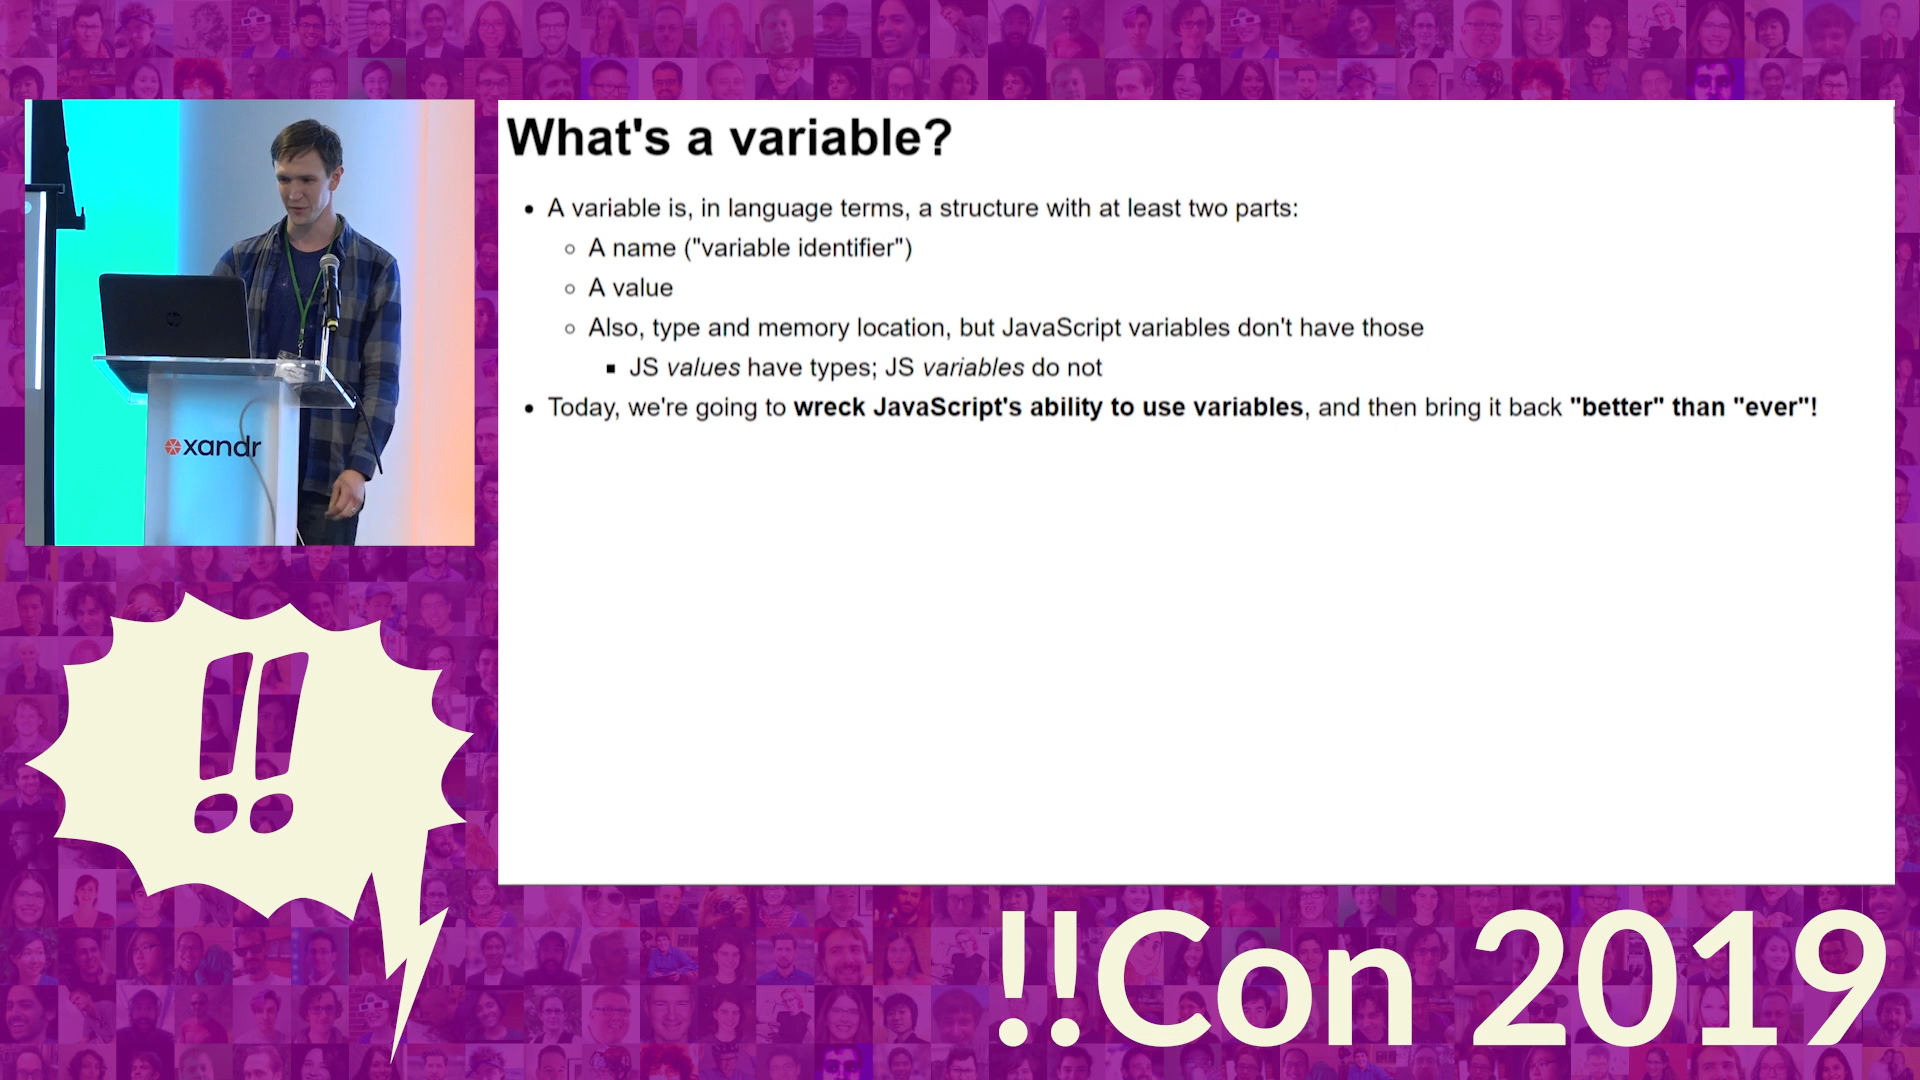 What's a variable?
A variable is, in language terms, a structure with at least two parts:
A name ("variable identifier")
A value
Also, type and memory location, but JavaScript variables don't have those
JS values have types; JS variables do not
Today, we're going to wreck JavaScript's ability to use variables, and then bring it back "better" than "ever"!
xandr
!!
!!Con 2019